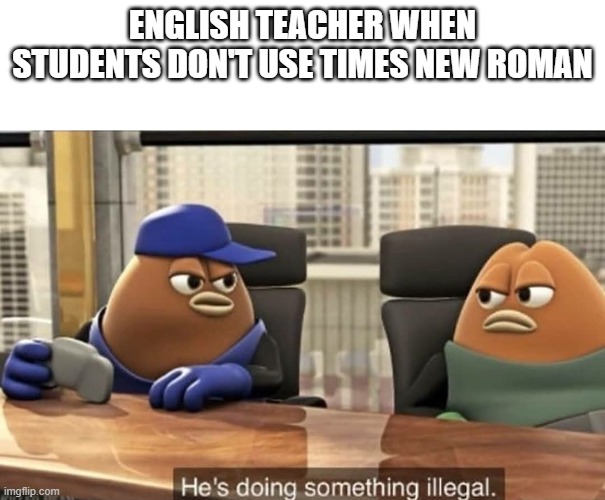 ENGLISH TEACHER WHEN
STUDENTS DON'T USE TIMES NEW ROMAN
He's doing something illegal.
imgflip.com